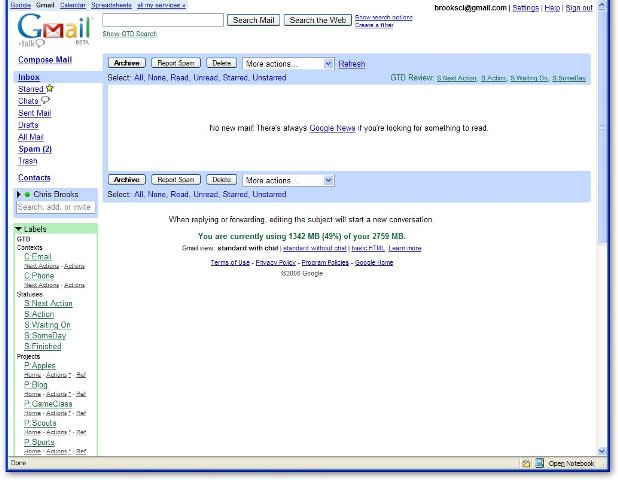 Google Gmail Calendar Spreadsheets all my services »
brookscl@gmail.com | Settings | Help | Sign out
Gmail
-talk
BETA
Search Mail Search the Web
Show search options
Create a filter
Show GTD Search
Compose Mail
Inbox
Starred
Chats
Sent Mail
Drafts
All Mail
Spam (2)
Trash
Contacts
Chris Brooks
Search, add, or invite
Labels
GTD
Contexts
C:Email
Next Actions - Actions
C:Phone
Next Actions - Actions
Statuses
S:Next Action
S:Action
S:Waiting On
S:SomeDay
S:Finished
Projects
P:Apples
Home - Actions * - Ref
P:Blog
Home - Actions * - Ref
P:GameClass
Home - Actions * - Ref
P:Scouts
Home - Actions * - Ref
P:Sports
Home - Actions * - Ref
Archive Report Spam Delete More actions... Refresh
Select: All, None, Read, Unread, Starred, Unstarred
GTD Review: S:Next Action, S:Action, S:Waiting On, S:SomeDay
No new mail! There's always Google News if you're looking for something to read.
Archive Report Spam Delete More actions...
Select: All, None, Read, Unread, Starred, Unstarred
When replying or forwarding, editing the subject will start a new conversation.
You are currently using 1342 MB (49%) of your 2759 MB.
Gmail view: standard with chat | standard without chat | basic HTML Learn more
Terms of Use - Privacy Policy - Program Policies - Google Home
©2006 Google
Done
Open Notebook